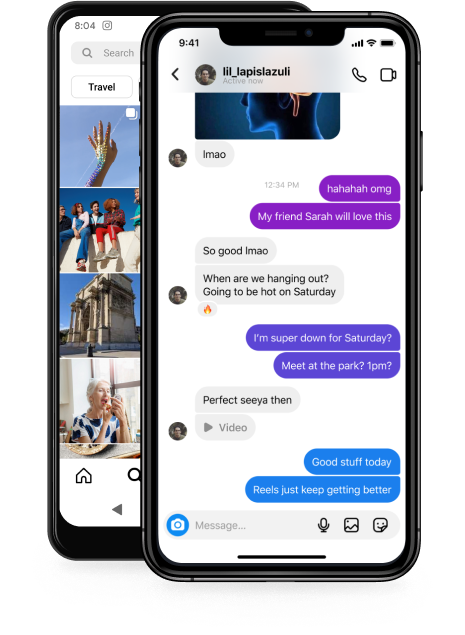 8:04
Search
Travel
9:41
lil_lapislazuli
Active now
lmao
12:34 PM
hahahah omg
My friend Sarah will love this
So good lmao
When are we hanging out?
Going to be hot on Saturday
I'm super down for Saturday?
Meet at the park? 1pm?
Perfect seeya then
Video
Good stuff today
Reels just keep getting better
Message...